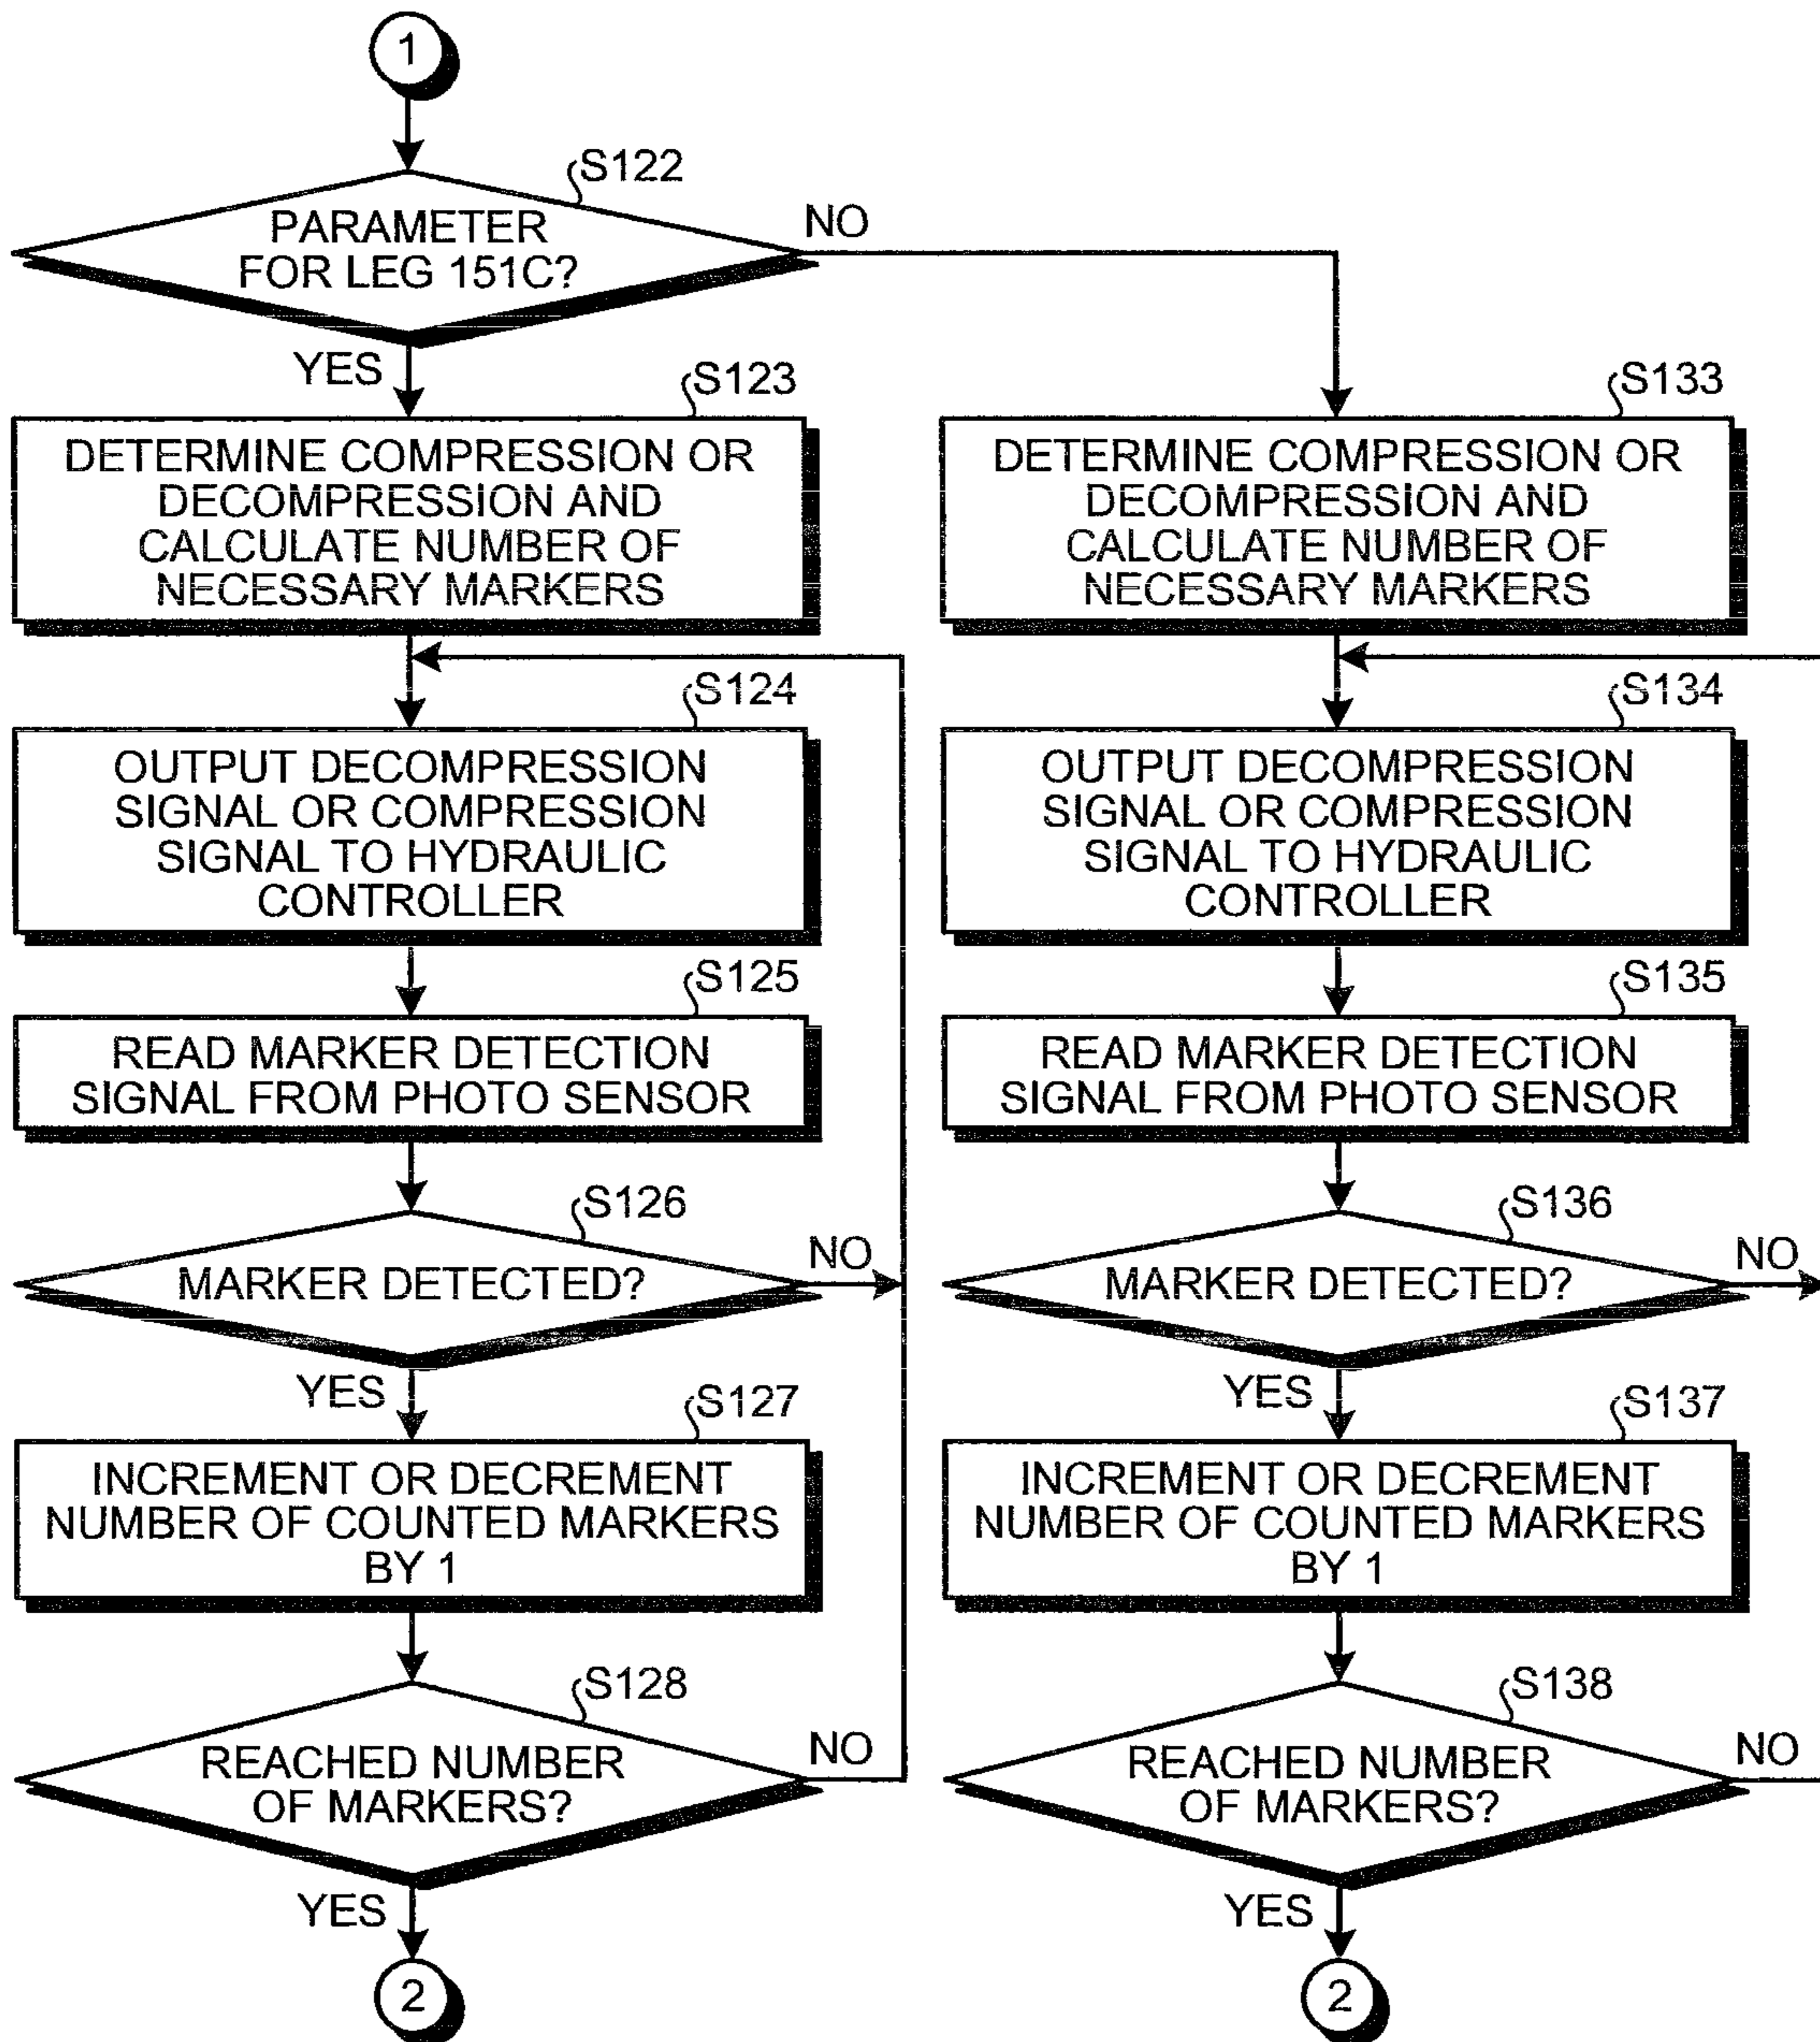 1
S122
PARAMETER
FOR LEG 151C?
NO
YES
S123
DETERMINE COMPRESSION OR
DECOMPRESSION AND
CALCULATE NUMBER OF
NECESSARY MARKERS
S124
OUTPUT DECOMPRESSION
SIGNAL OR COMPRESSION
SIGNAL TO HYDRAULIC
CONTROLLER
S125
READ MARKER DETECTION
SIGNAL FROM PHOTO SENSOR
S126
MARKER DETECTED?
NO
YES
S127
INCREMENT OR DECREMENT
NUMBER OF COUNTED MARKERS
BY 1
S128
REACHED NUMBER
OF MARKERS?
NO
YES
2
S133
DETERMINE COMPRESSION OR
DECOMPRESSION AND
CALCULATE NUMBER OF
NECESSARY MARKERS
S134
OUTPUT DECOMPRESSION
SIGNAL OR COMPRESSION
SIGNAL TO HYDRAULIC
CONTROLLER
S135
READ MARKER DETECTION
SIGNAL FROM PHOTO SENSOR
S136
MARKER DETECTED?
NO
YES
S137
INCREMENT OR DECREMENT
NUMBER OF COUNTED MARKERS
BY 1
S138
REACHED NUMBER
OF MARKERS?
NO
YES
2